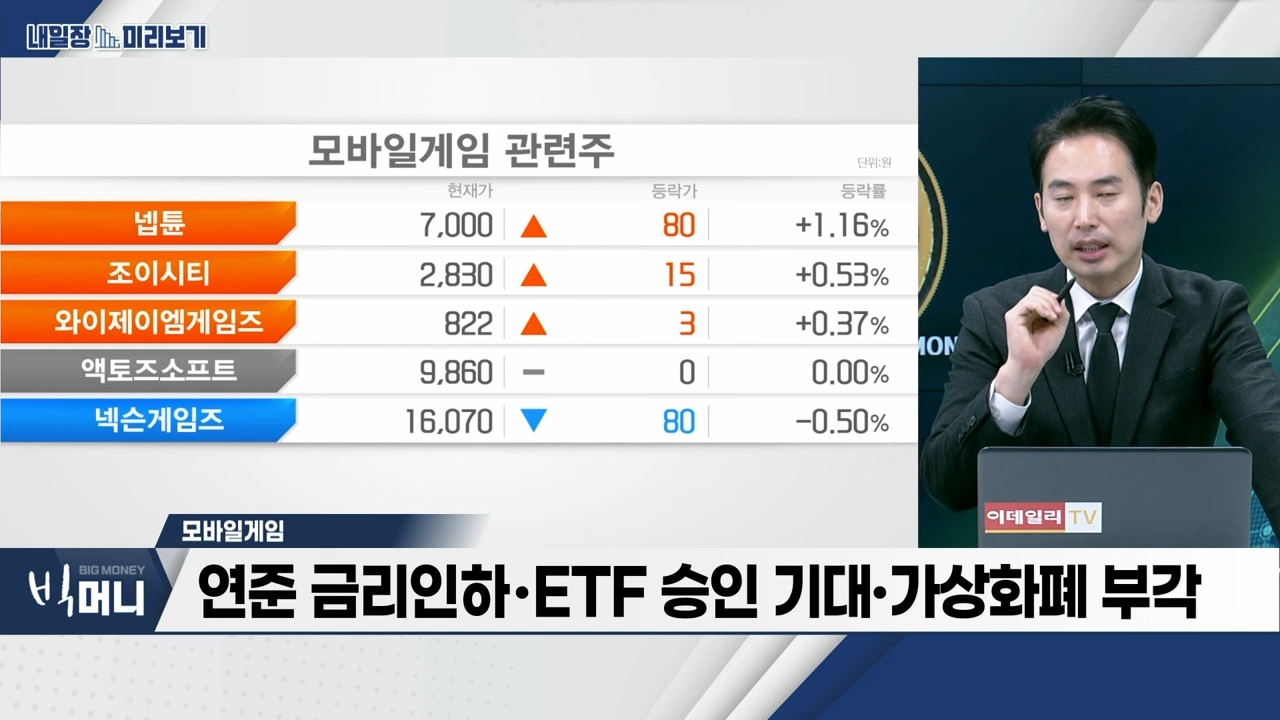 내일장 미리보기
모바일게임 관련주
단위:원
현재가 등락가 등락률
넵튠 7,000 ▲ 80 +1.16%
조이시티 2,830 ▲ 15 +0.53%
와이제이엠게임즈 822 ▲ 3 +0.37%
액토즈소프트 9,860 - 0 0.00%
넥슨게임즈 16,070 ▼ 80 -0.50%
MON
이데일리 TV
모바일게임
BIG MONEY
빅머니
연준 금리인하·ETF 승인 기대·가상화폐 부각